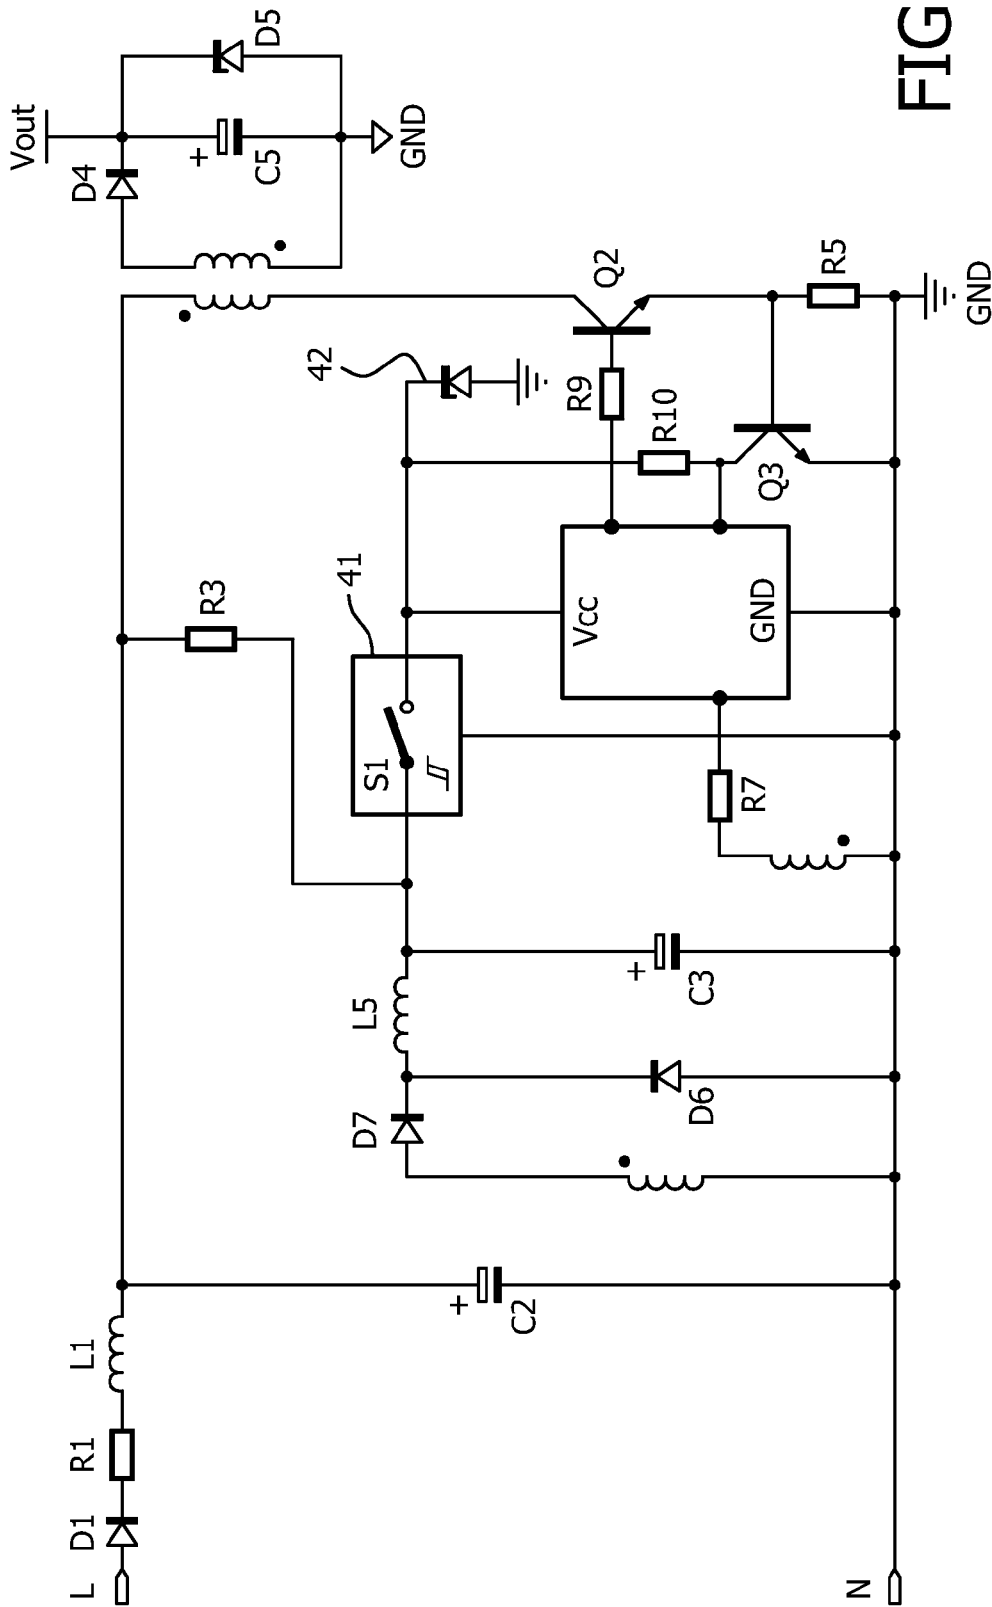 L
D1
R1
L1
C2
+
D7
D6
L5
C3
+
R3
S1
41
R7
Vcc
GND
42
R9
R10
Q2
Q3
R5
GND
D4
Vout
C5
+
D5
GND
N
FIG